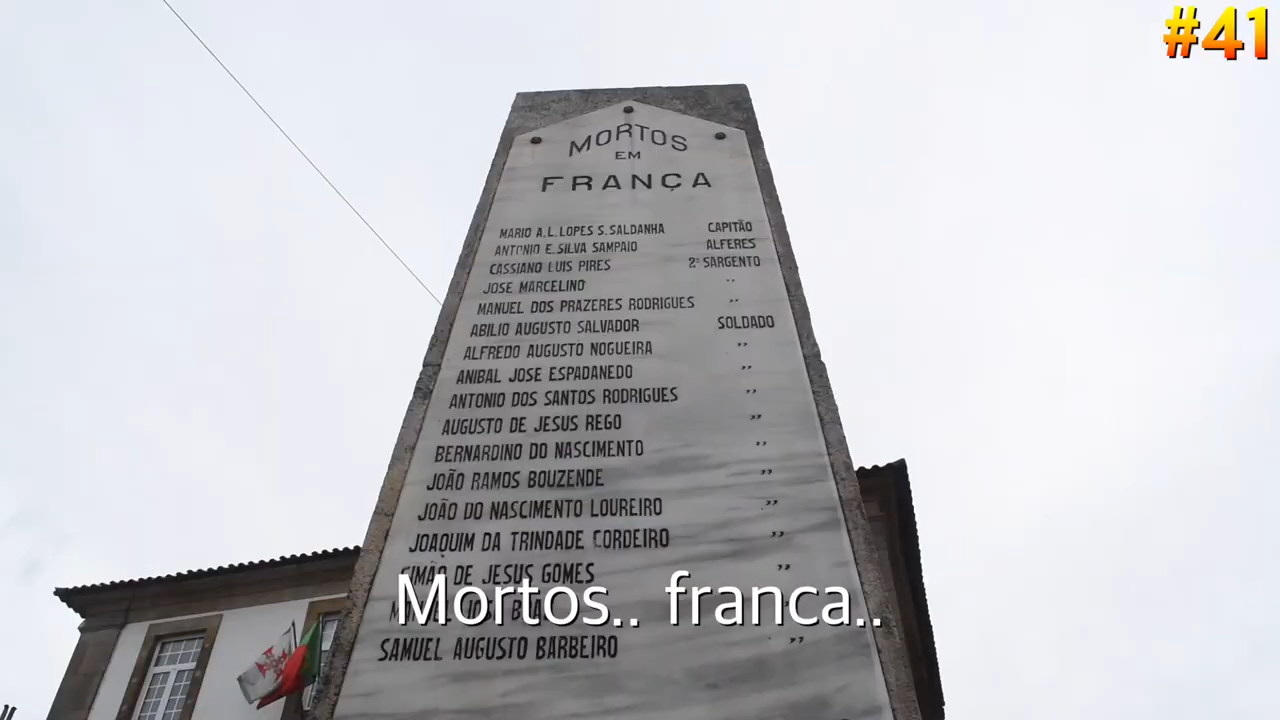 #41
MORTOS
EM
FRANÇA
MARIO A.L. LOPES S. SALDANHA CAPITÃO
ANTONIO E. SILVA SAMPAIO ALFERES
CASSIANO LUIS PIRES 2º SARGENTO
JOSE MARCELINO ,,
MANUEL DOS PRAZERES RODRIGUES ,,
ABILIO AUGUSTO SALVADOR SOLDADO
ALFREDO AUGUSTO NOGUEIRA ,,
ANIBAL JOSE ESPADANEDO ,,
ANTONIO DOS SANTOS RODRIGUES ,,
AUGUSTO DE JESUS REGO ,,
BERNARDINO DO NASCIMENTO ,,
JOÃO RAMOS BOUZENDE ,,
JOÃO DO NASCIMENTO LOUREIRO ,,
JOAQUIM DA TRINDADE CORDEIRO ,,
SIMÃO DE JESUS GOMES ,,
Mortos.. franca..
SAMUEL AUGUSTO BARBEIRO ,,